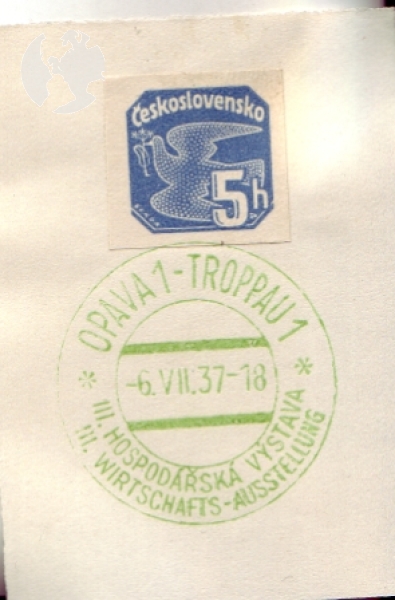 Československo
5h
OPAVA 1 - TROPPAU 1
-6.VII.37-18
* III. HOSPODÁŘSKÁ VÝSTAVA *
III. WIRTSCHAFTS-AUSSTELLUNG